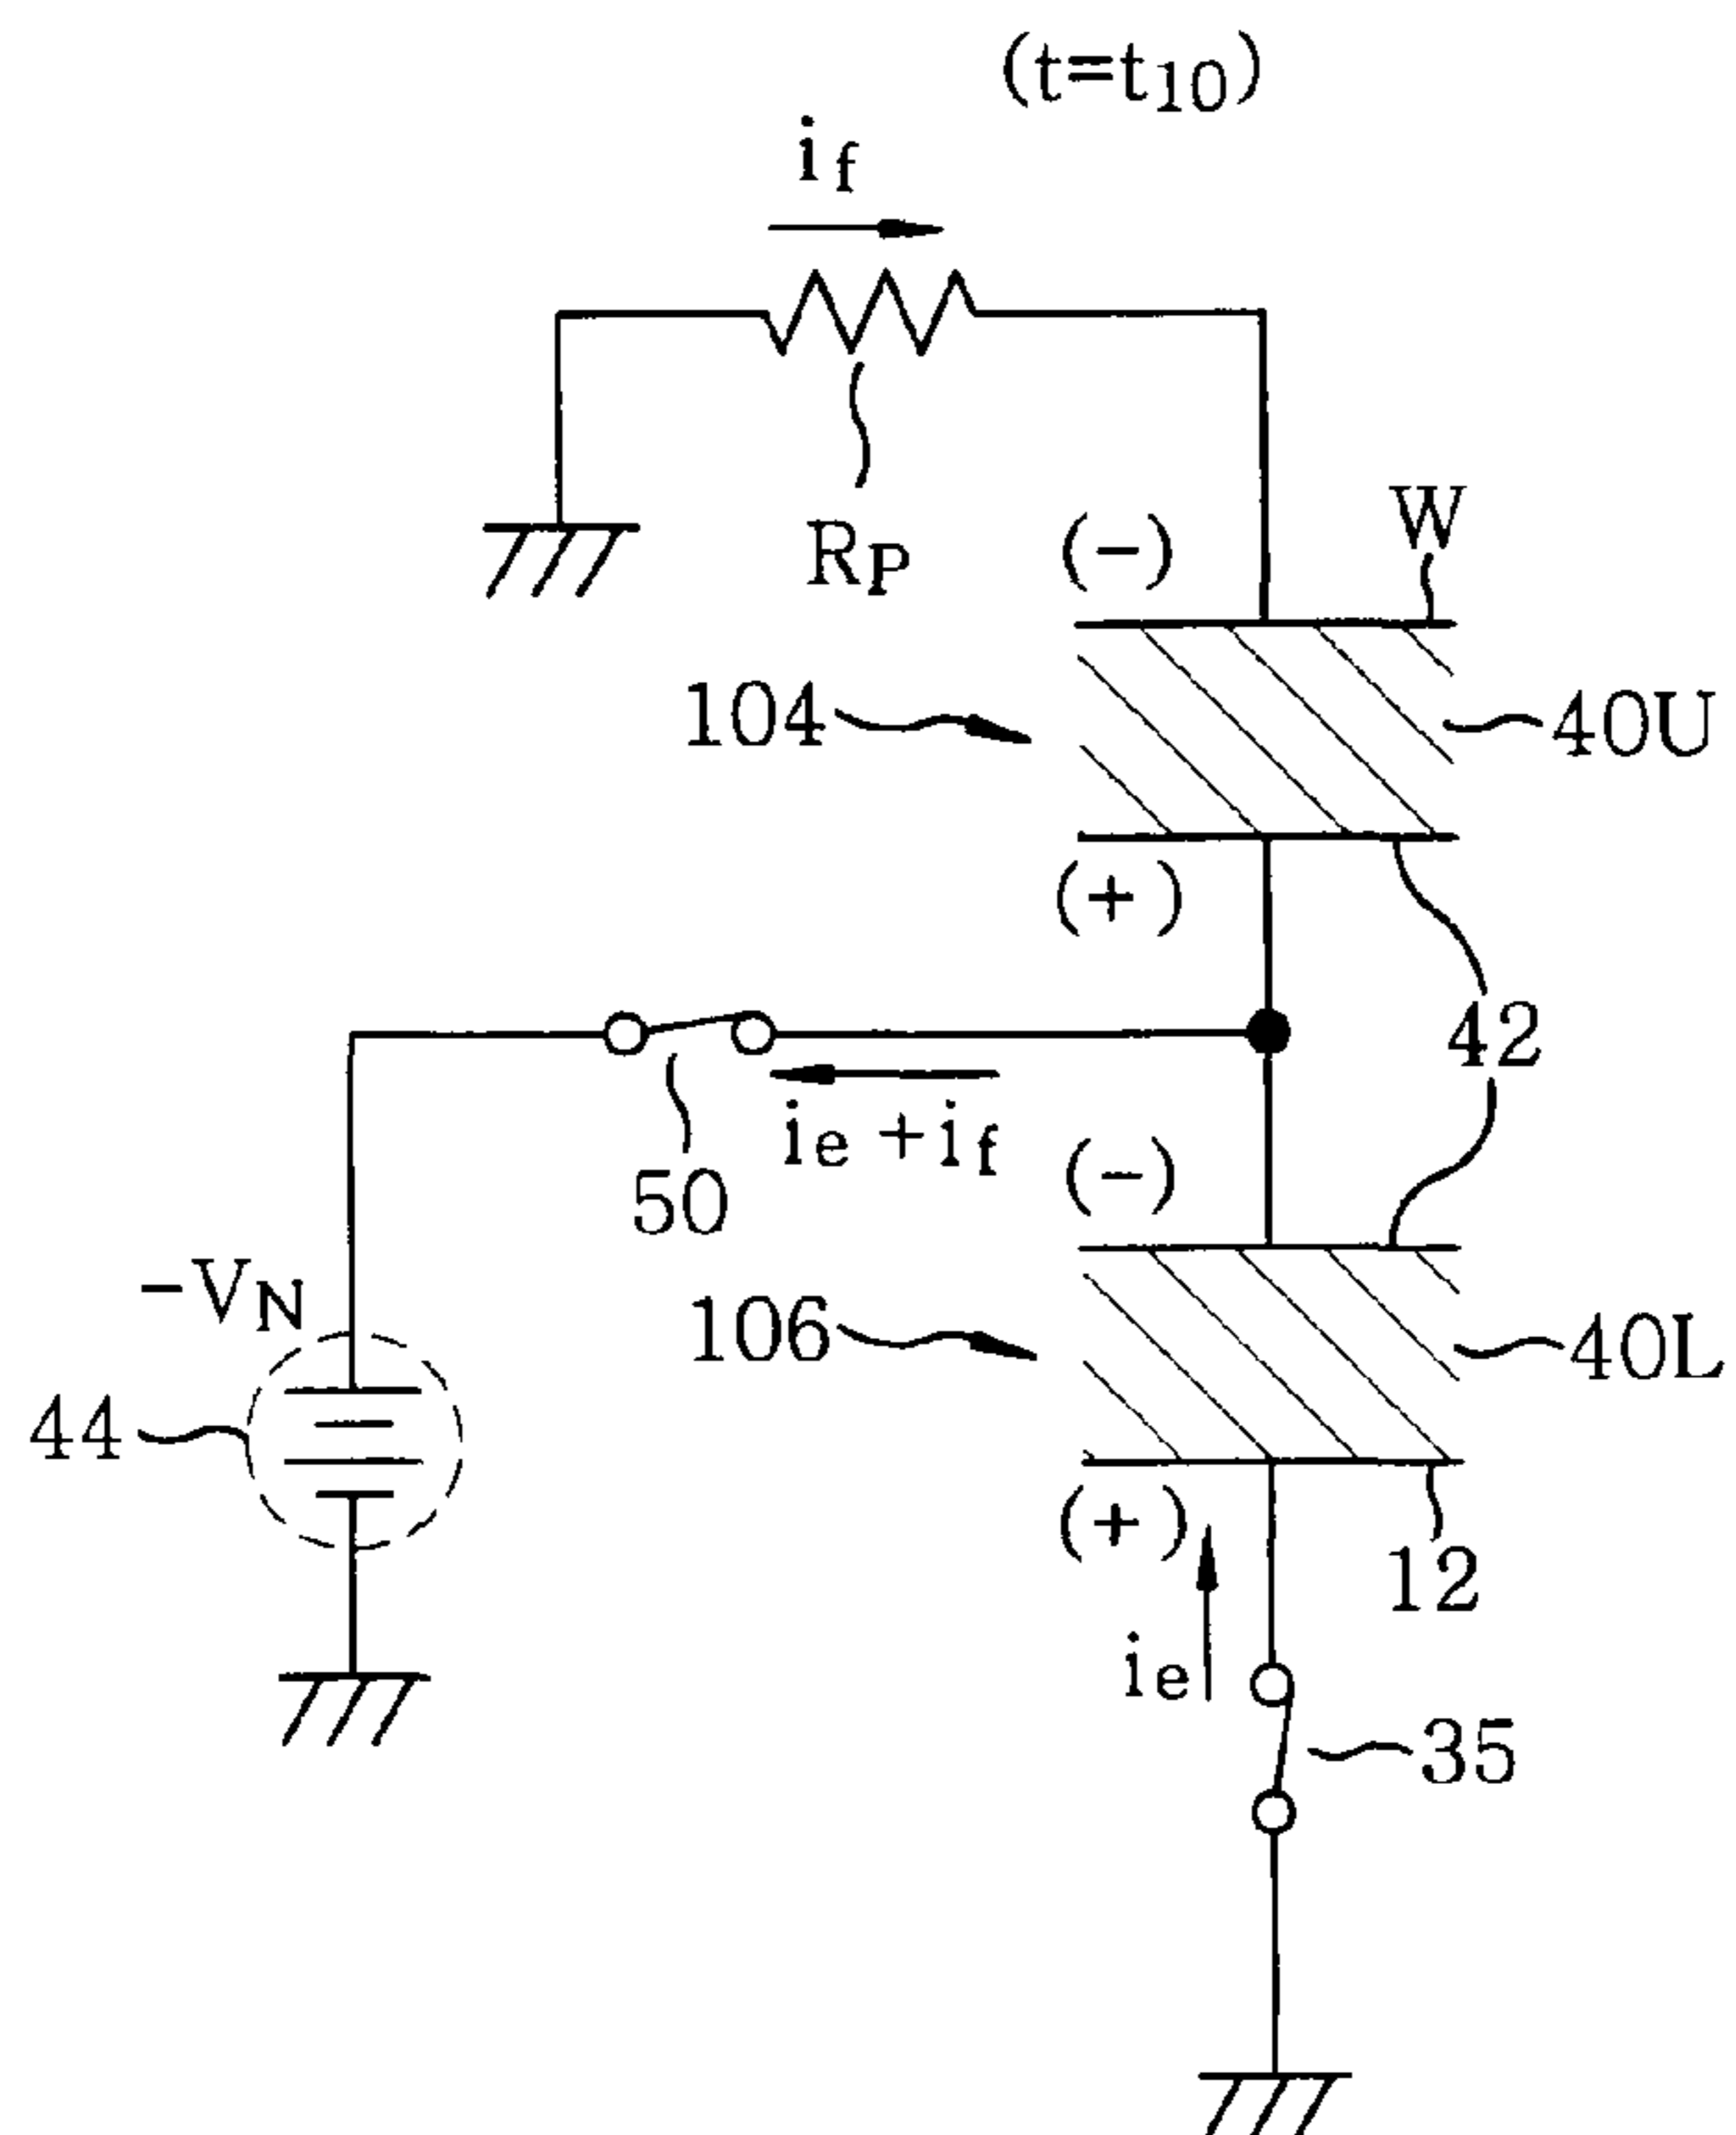 (t=t10)
if
RP
(-)
W
104
40U
(+)
42
ie+if
50
(-)
-VN
106
40L
44
(+)
12
ie
35